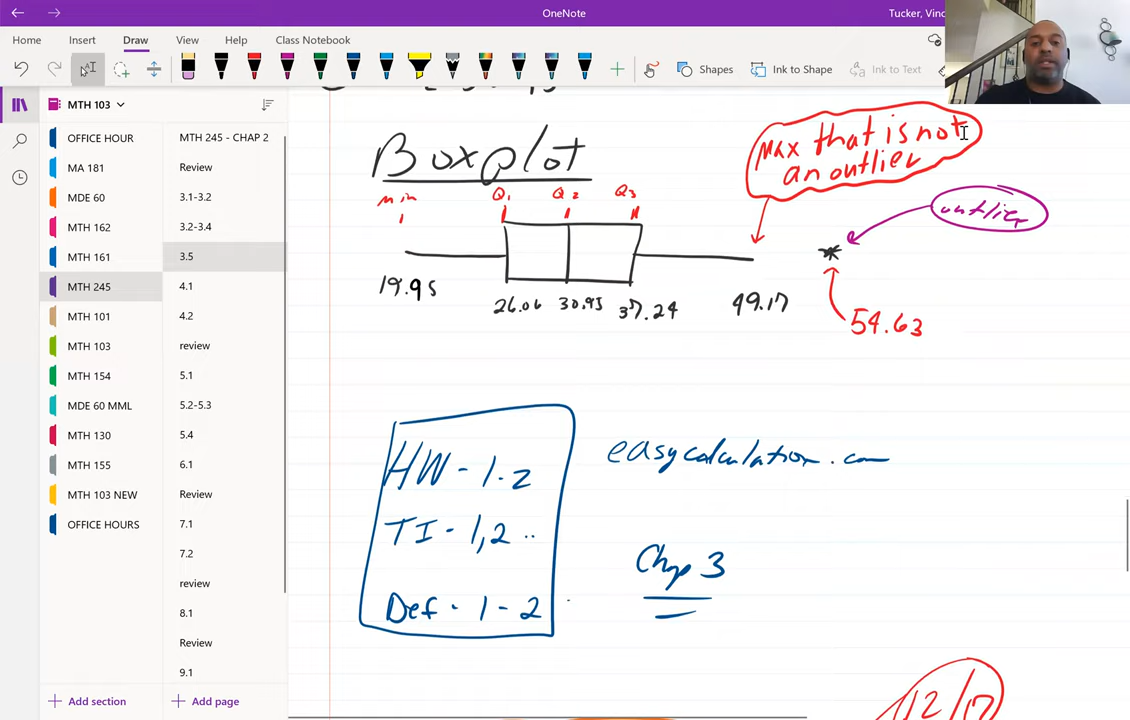 OneNote
Tucker, Vinc
Home Insert Draw View Help Class Notebook
Shapes Ink to Shape Ink to Text
MTH 103
OFFICE HOUR
MA 181
MDE 60
MTH 162
MTH 161
MTH 245
MTH 101
MTH 103
MTH 154
MDE 60 MML
MTH 130
MTH 155
MTH 103 NEW
OFFICE HOURS
Add section
MTH 245 - CHAP 2
Review
3.1-3.2
3.2-3.4
3.5
4.1
4.2
review
5.1
5.2-5.3
5.4
6.1
Review
7.1
7.2
review
8.1
Review
9.1
Add page
Boxplot
max that is not
an outlier
min Q1 Q2 Q3
outlier
*
19.95 26.06 30.95 37.24 49.17
54.63
HW - 1-2
TI - 1,2 ..
Def - 1 - 2
easycalculation.com
Chap 3
12/17